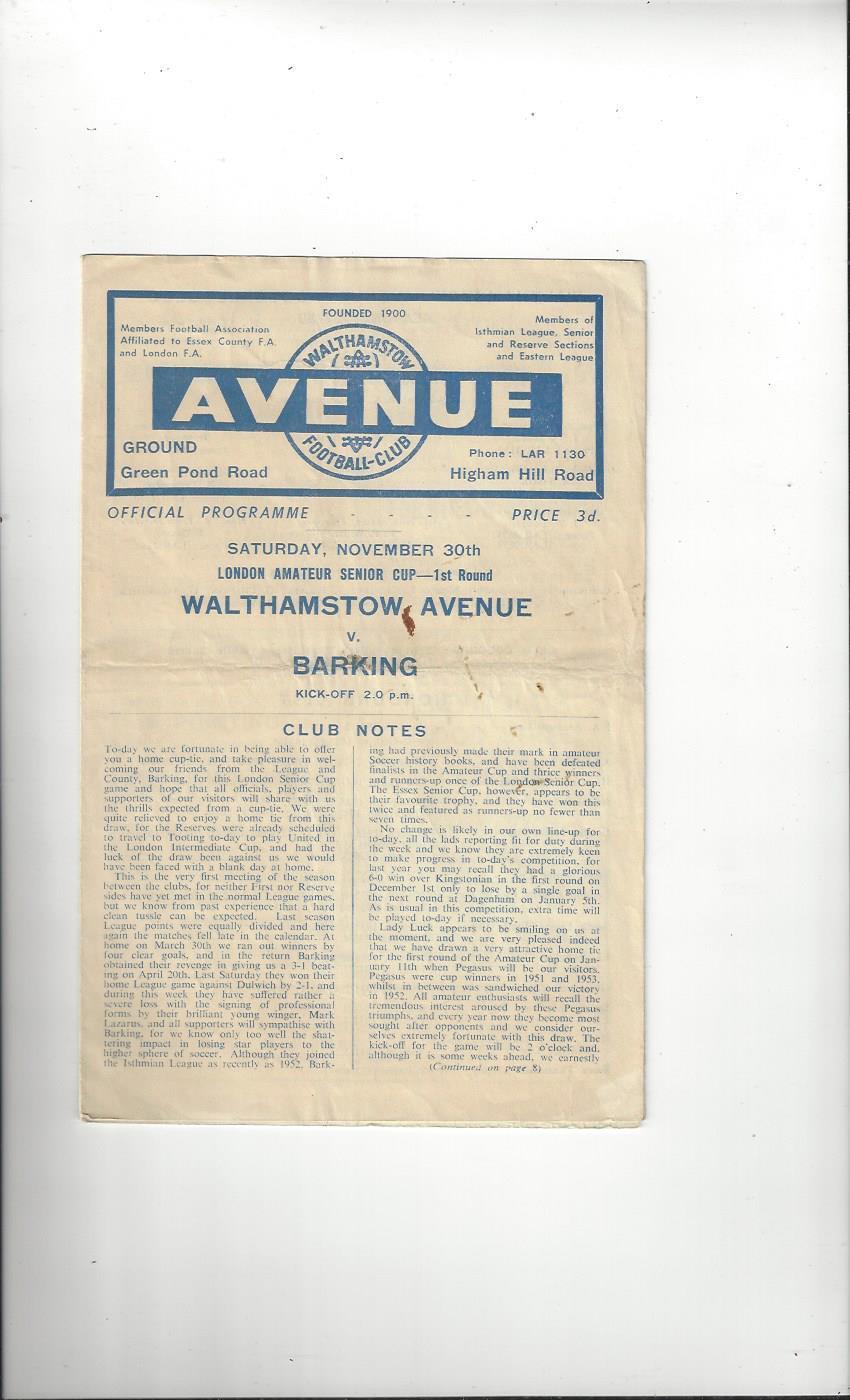 FOUNDED 1900
Members Football Association
Affiliated to Essex County F.A.
and London F.A.
Members of
Isthmian League, Senior
and Reserve Sections
and Eastern League
WALTHAMSTOW
AVENUE
FOOTBALL-CLUB
GROUND
Green Pond Road
Phone: LAR 1130
Higham Hill Road
OFFICIAL PROGRAMME - - - - PRICE 3d.
SATURDAY, NOVEMBER 30th
LONDON AMATEUR SENIOR CUP—1st Round
WALTHAMSTOW AVENUE
v.
BARKING
KICK-OFF 2.0 p.m.
CLUB NOTES
To-day we are fortunate in being able to offer
you a home cup-tie, and take pleasure in wel-
coming our friends from the League and
County, Barking, for this London Senior Cup
game and hope that all officials, players and
supporters of our visitors will share with us
the thrills expected from a cup-tie. We were
quite relieved to enjoy a home tie from this
draw, for the Reserves were already scheduled
to travel to Tooting to-day to play United in
the London Intermediate Cup, and had the
luck of the draw been against us we would
have been faced with a blank day at home.
This is the very first meeting of the season
between the clubs, for neither First nor Reserve
sides have yet met in the normal League games,
but we know from past experience that a hard
clean tussle can be expected. Last season
League points were equally divided and here
again the matches fell late in the calendar. At
home on March 30th we ran out winners by
four clear goals, and in the return Barking
obtained their revenge in giving us a 3-1 beat-
ing on April 20th. Last Saturday they won their
home League game against Dulwich by 2-1, and
during this week they have suffered rather a
severe loss with the signing of professional
forms by their brilliant young winger, Mark
Lazarus, and all supporters will sympathise with
Barking, for we know only too well the shat-
tering impact in losing star players to the
higher sphere of soccer. Although they joined
the Isthmian League as recently as 1952, Bark-
ing had previously made their mark in amateur
Soccer history books, and have been defeated
finalists in the Amateur Cup and thrice winners
and runners-up once of the London Senior Cup.
The Essex Senior Cup, however, appears to be
their favourite trophy, and they have won this
twice and featured as runners-up no fewer than
seven times.
No change is likely in our own line-up for
to-day, all the lads reporting fit for duty during
the week and we know they are extremely keen
to make progress in to-day's competition, for
last year you may recall they had a glorious
6-0 win over Kingstonian in the first round on
December 1st only to lose by a single goal in
the next round at Dagenham on January 5th.
As is usual in this competition, extra time will
be played to-day if necessary.
Lady Luck appears to be smiling on us at
the moment, and we are very pleased indeed
that we have drawn a very attractive home tie
for the first round of the Amateur Cup on Jan-
uary 11th when Pegasus will be our visitors.
Pegasus were cup winners in 1951 and 1953,
whilst in between was sandwiched our victory
in 1952. All amateur enthusiasts will recall the
tremendous interest aroused by these Pegasus
triumphs, and every year now they become most
sought after opponents and we consider our-
selves extremely fortunate with this draw. The
kick-off for the game will be 2 o'clock and,
although it is some weeks ahead, we earnestly
(Continued on page 8)